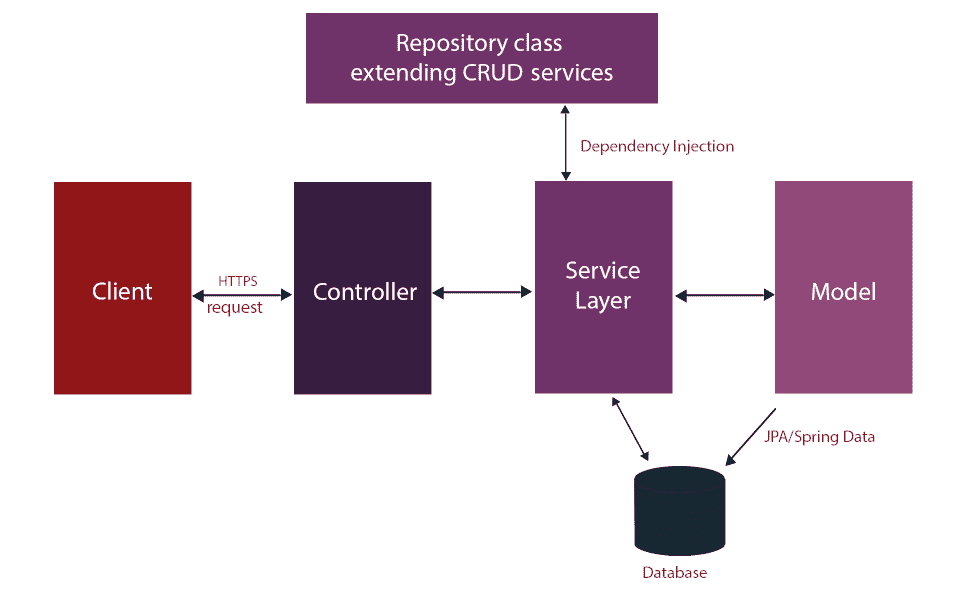 Repository class
extending CRUD services
Dependency Injection
Client
HTTPS
request
Controller
Service
Layer
Model
JPA/Spring Data
Database